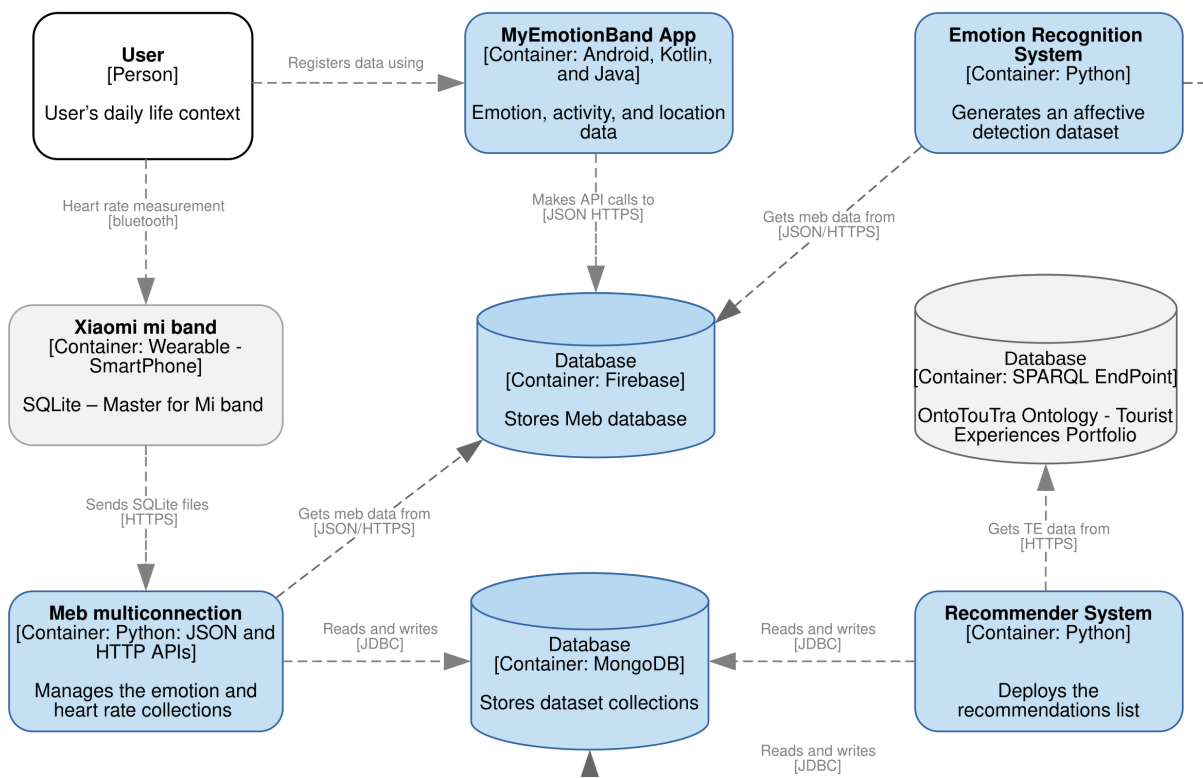 User
[Person]
User’s daily life context
Registers data using
MyEmotionBand App
[Container: Android, Kotlin,
and Java]
Emotion, activity, and location
data
Emotion Recognition
System
[Container: Python]
Generates an affective
detection dataset
Heart rate measurement
[bluetooth]
Makes API calls to
[JSON HTTPS]
Gets meb data from
[JSON/HTTPS]
Xiaomi mi band
[Container: Wearable -
SmartPhone]
SQLite – Master for Mi band
Database
[Container: Firebase]
Stores Meb database
Database
[Container: SPARQL EndPoint]
OntoTouTra Ontology - Tourist
Experiences Portfolio
Sends SQLite files
[HTTPS]
Gets meb data from
[JSON/HTTPS]
Gets TE data from
[HTTPS]
Meb multiconnection
[Container: Python: JSON and
HTTP APIs]
Manages the emotion and
heart rate collections
Reads and writes
[JDBC]
Database
[Container: MongoDB]
Stores dataset collections
Reads and writes
[JDBC]
Recommender System
[Container: Python]
Deploys the
recommendations list
Reads and writes
[JDBC]